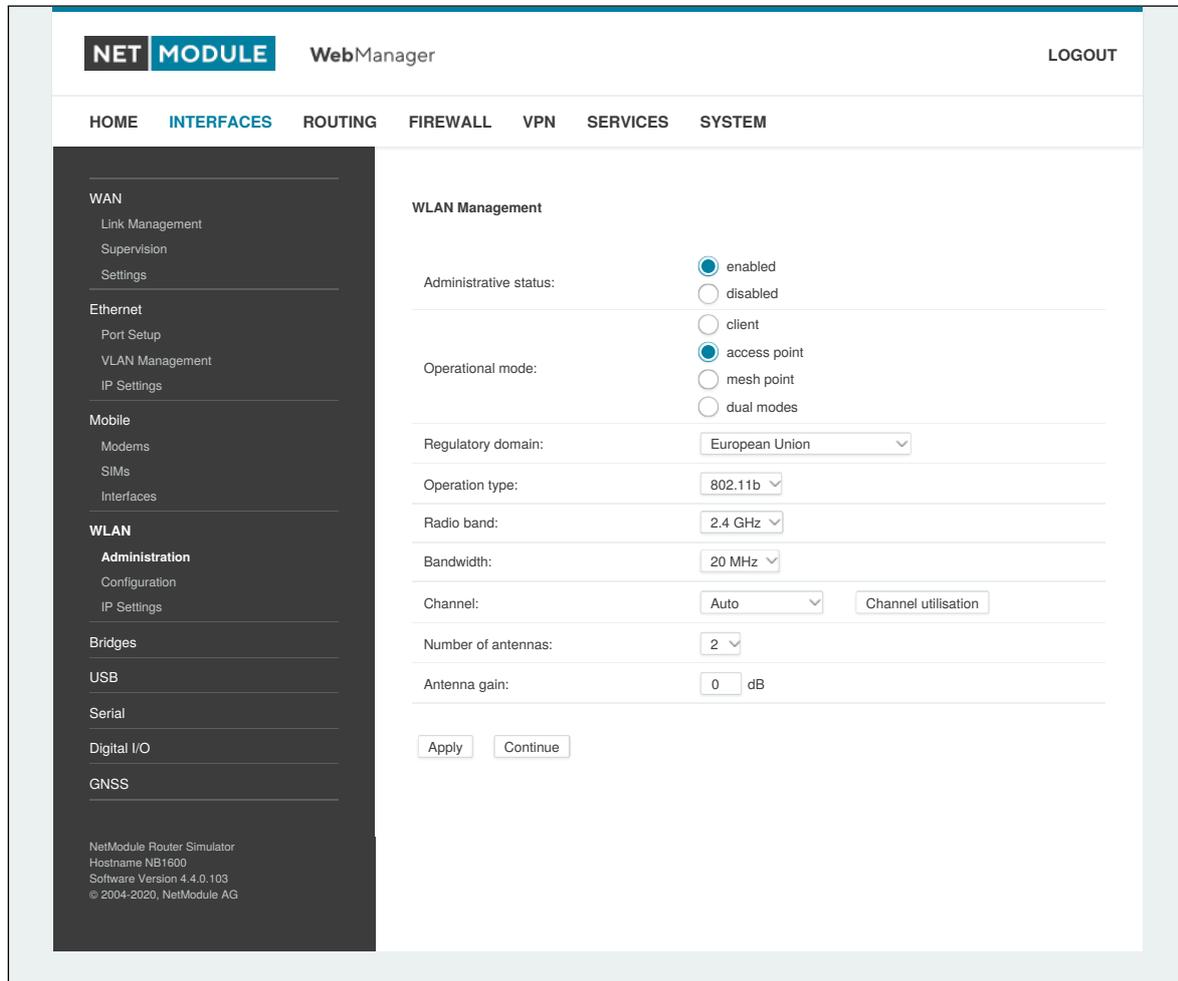 NET MODULE WebManager LOGOUT
HOME INTERFACES ROUTING FIREWALL VPN SERVICES SYSTEM
WAN
Link Management
Supervision
Settings
Ethernet
Port Setup
VLAN Management
IP Settings
Mobile
Modems
SIMs
Interfaces
WLAN
Administration
Configuration
IP Settings
Bridges
USB
Serial
Digital I/O
GNSS
NetModule Router Simulator
Hostname NB1600
Software Version 4.4.0.103
© 2004-2020, NetModule AG
WLAN Management
Administrative status:
enabled
disabled
Operational mode:
client
access point
mesh point
dual modes
Regulatory domain: European Union
Operation type: 802.11b
Radio band: 2.4 GHz
Bandwidth: 20 MHz
Channel: Auto Channel utilisation
Number of antennas: 2
Antenna gain: 0 dB
Apply Continue